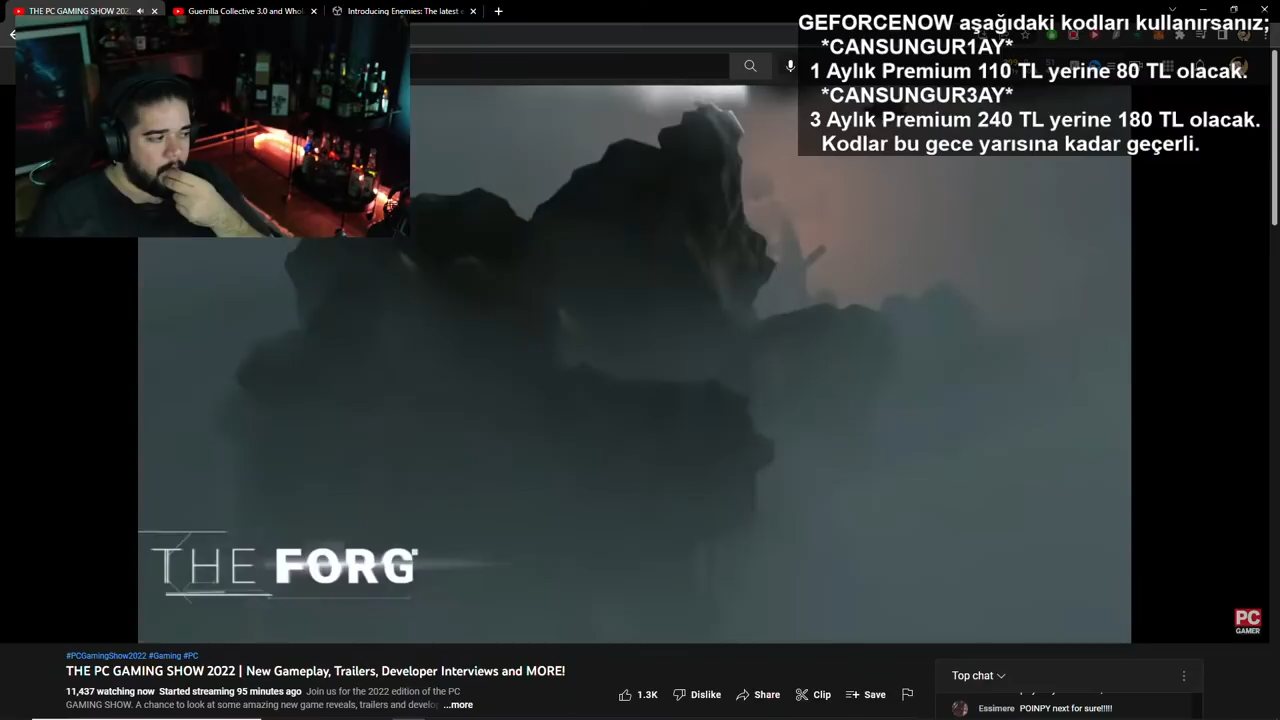 THE PC GAMING SHOW 202
Guerrilla Collective 3.0 and Whol
Introducing Enemies: The latest e
GEFORCENOW aşağıdaki kodları kullanırsanız;
*CANSUNGUR1AY*
1 Aylık Premium 110 TL yerine 80 TL olacak.
*CANSUNGUR3AY*
3 Aylık Premium 240 TL yerine 180 TL olacak.
Kodlar bu gece yarısına kadar geçerli.
THE FORG
PC
GAMER
#PCGamingShow2022 #Gaming #PC
THE PC GAMING SHOW 2022 | New Gameplay, Trailers, Developer Interviews and MORE!
11,437 watching now Started streaming 95 minutes ago Join us for the 2022 edition of the PC
GAMING SHOW. A chance to look at some amazing new game reveals, trailers and develo ...more
1.3K Dislike Share Clip Save
Top chat
Essimere POINPY next for sure!!!!!